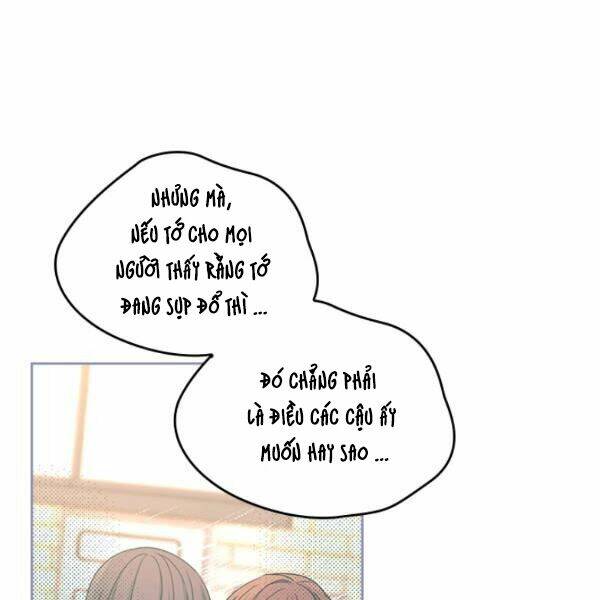 NHƯNG MÀ,
NẾU TỚ CHO MỌI
NGƯỜI THẤY RẰNG TỚ
ĐANG SỤP ĐỔ THÌ ...
ĐÓ CHẲNG PHẢI
LÀ ĐIỀU CÁC CẬU ẤY
MUỐN HAY SAO ...